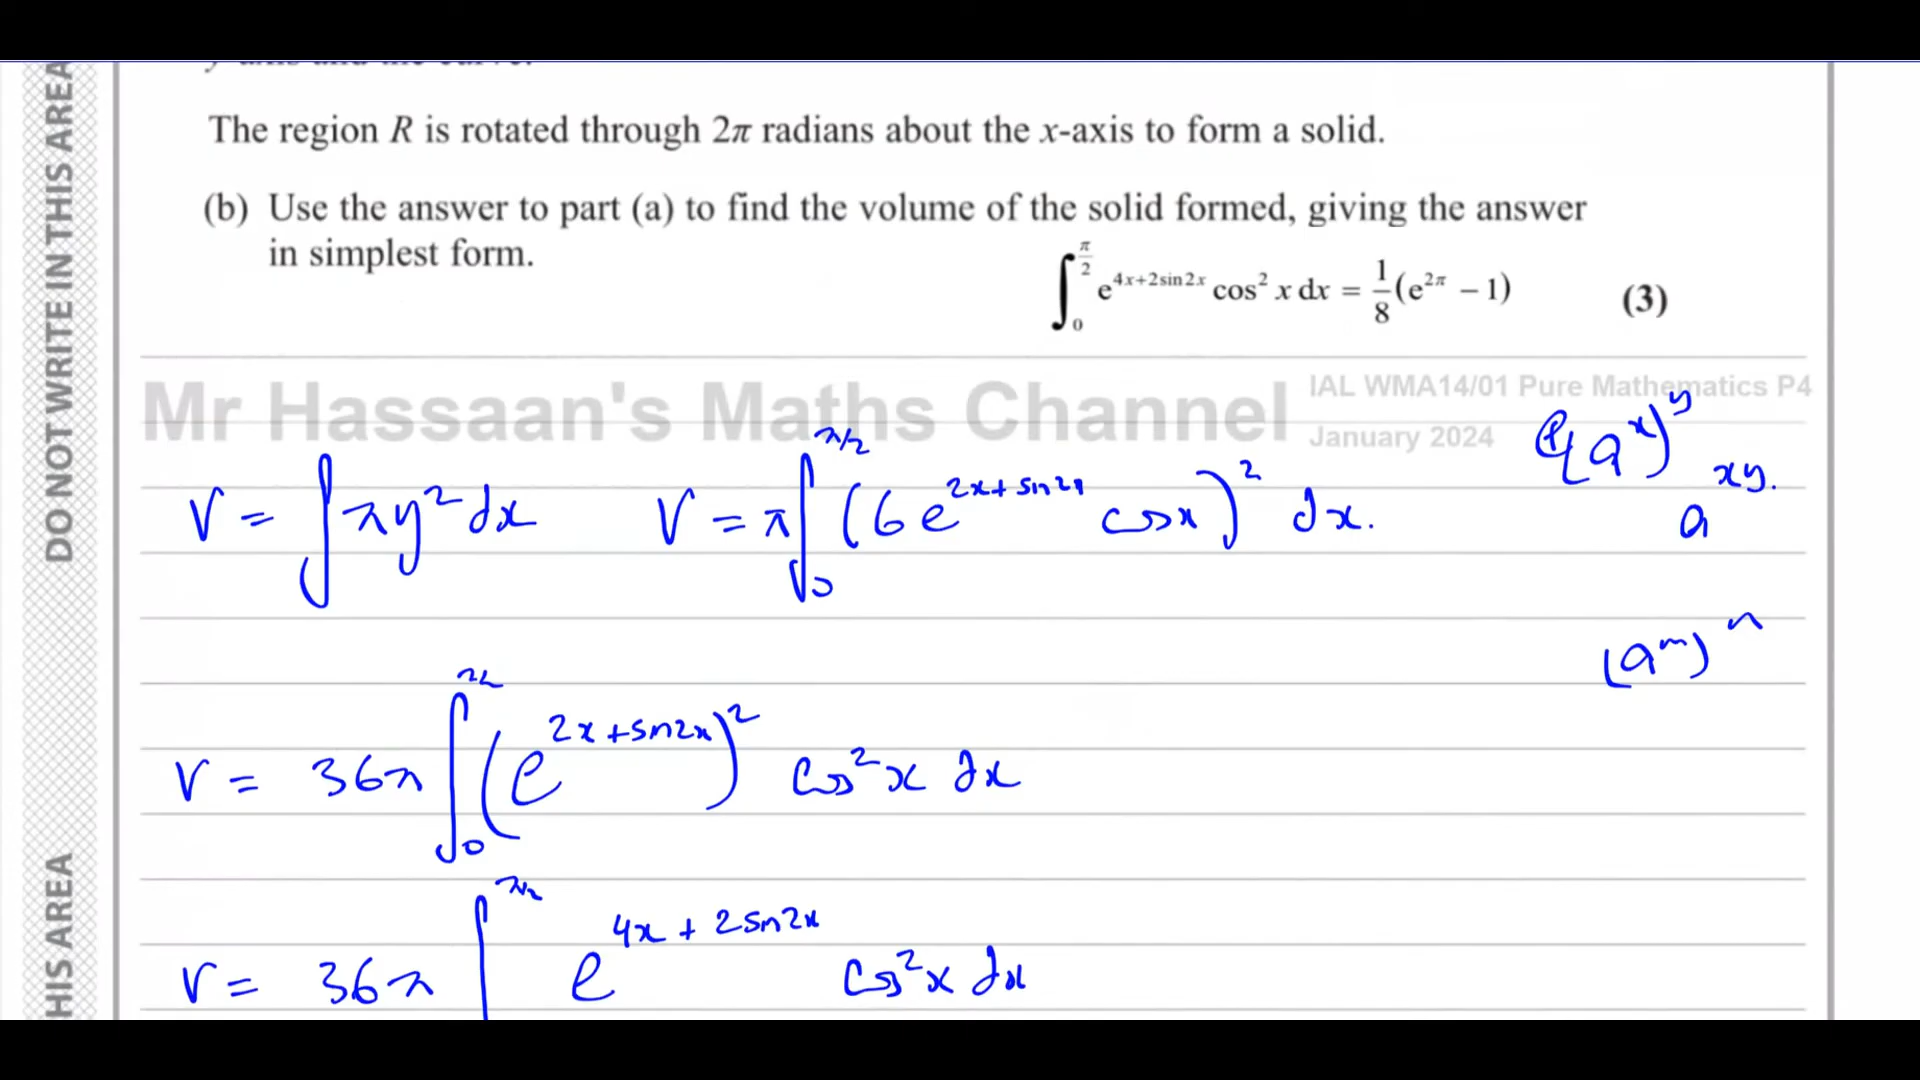 DO NOT WRITE IN THIS AREA
HIS AREA
The region R is rotated through 2π radians about the x-axis to form a solid.
(b) Use the answer to part (a) to find the volume of the solid formed, giving the answer
in simplest form.
∫₀^(π/2) e^(4x+2sin2x) cos² x dx = 1/8 (e^(2π) − 1)
(3)
Mr Hassaan's Maths Channel
IAL WMA14/01 Pure Mathematics P4
January 2024
V = ∫ πy² dx
V = π ∫₀^(π/2) (6e^(2x+sin2x) cosx)² dx.
(a^x)^y
a^(xy).
(a^m)^n
V = 36π ∫₀^(π/2) (e^(2x+sin2x))² cos²x dx
V = 36π ∫^(π/2) e^(4x+2sin2x) cos²x dx